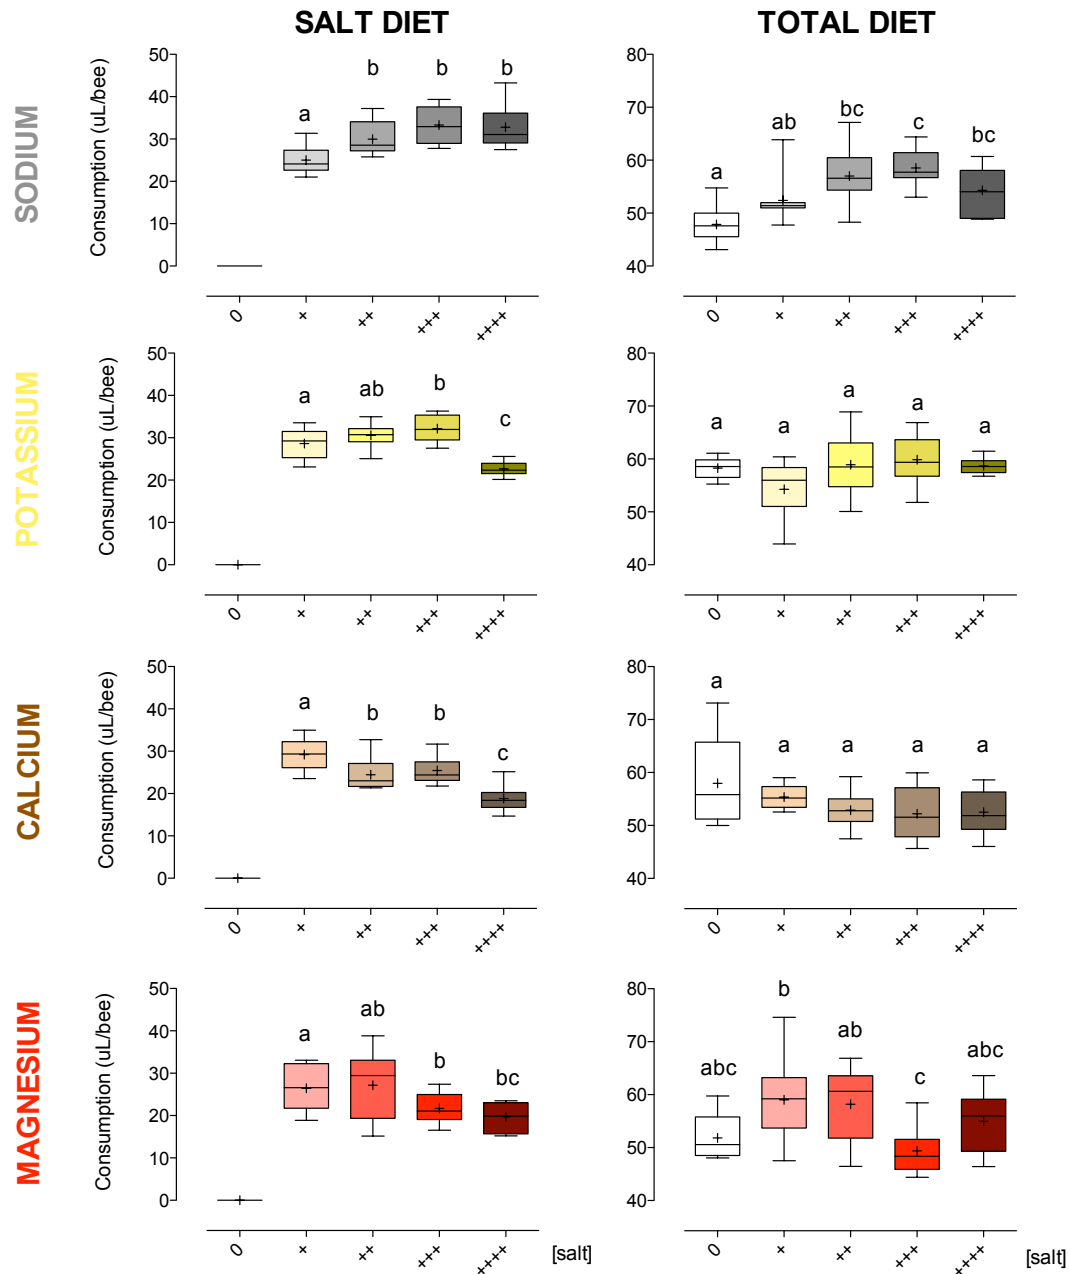 SALT DIET TOTAL DIET
SODIUM
Consumption (uL/bee)
50
40
30
20
10
0
a b b b
0 + ++ +++ ++++
80
70
60
50
40
a ab bc c bc
0 + ++ +++ ++++
POTASSIUM
Consumption (uL/bee)
50
40
30
20
10
0
a ab b c
0 + ++ +++ ++++
80
70
60
50
40
a a a a a
0 + ++ +++ ++++
CALCIUM
Consumption (uL/bee)
50
40
30
20
10
0
a b b c
0 + ++ +++ ++++
80
70
60
50
40
a a a a a
0 + ++ +++ ++++
MAGNESIUM
Consumption (uL/bee)
50
40
30
20
10
0
a ab b bc
0 + ++ +++ ++++ [salt]
80
70
60
50
40
abc b ab c abc
0 + ++ +++ ++++ [salt]